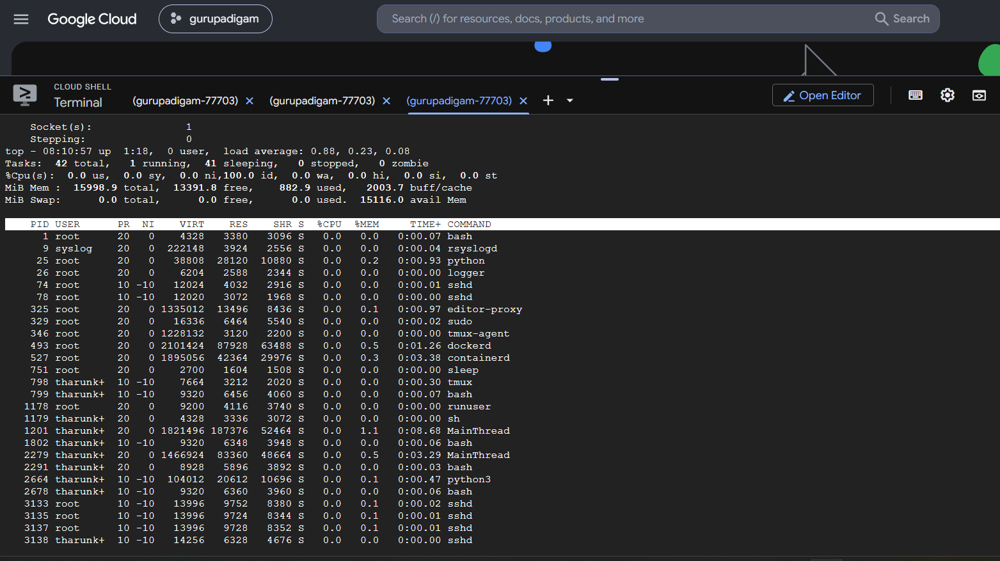 Google Cloud
gurupadigam
Search (/) for resources, docs, products, and more
Search
CLOUD SHELL
Terminal
(gurupadigam-77703)
(gurupadigam-77703)
(gurupadigam-77703)
Open Editor
Socket(s): 1
Stepping: 0
top - 08:10:57 up 1:18, 0 user, load average: 0.88, 0.23, 0.08
Tasks: 42 total, 1 running, 41 sleeping, 0 stopped, 0 zombie
%Cpu(s): 0.0 us, 0.0 sy, 0.0 ni,100.0 id, 0.0 wa, 0.0 hi, 0.0 si, 0.0 st
MiB Mem : 15998.9 total, 13391.8 free, 882.9 used, 2003.7 buff/cache
MiB Swap: 0.0 total, 0.0 free, 0.0 used. 15116.0 avail Mem
PID USER PR NI VIRT RES SHR S %CPU %MEM TIME+ COMMAND
1 root 20 0 4328 3380 3096 S 0.0 0.0 0:00.07 bash
9 syslog 20 0 222148 3924 2556 S 0.0 0.0 0:00.04 rsyslogd
25 root 20 0 38808 28120 10880 S 0.0 0.2 0:00.93 python
26 root 20 0 6204 2588 2344 S 0.0 0.0 0:00.00 logger
74 root 10 -10 12024 4032 2916 S 0.0 0.0 0:00.01 sshd
78 root 10 -10 12020 3072 1968 S 0.0 0.0 0:00.00 sshd
325 root 20 0 1335012 13496 8436 S 0.0 0.1 0:00.97 editor-proxy
329 root 20 0 16336 6464 5540 S 0.0 0.0 0:00.02 sudo
346 root 20 0 1228132 3120 2200 S 0.0 0.0 0:00.00 tmux-agent
493 root 20 0 2101424 87928 63488 S 0.0 0.5 0:01.26 dockerd
527 root 20 0 1895056 42364 29976 S 0.0 0.3 0:03.38 containerd
751 root 20 0 2700 1604 1508 S 0.0 0.0 0:00.00 sleep
798 tharunk+ 10 -10 7664 3212 2020 S 0.0 0.0 0:00.30 tmux
799 tharunk+ 10 -10 9320 6456 4060 S 0.0 0.0 0:00.07 bash
1178 root 20 0 9200 4116 3740 S 0.0 0.0 0:00.00 runuser
1179 tharunk+ 20 0 4328 3336 3072 S 0.0 0.0 0:00.00 sh
1201 tharunk+ 20 0 1821496 187376 52464 S 0.0 1.1 0:08.68 MainThread
1802 tharunk+ 10 -10 9320 6348 3948 S 0.0 0.0 0:00.06 bash
2279 tharunk+ 20 0 1466924 83360 48664 S 0.0 0.5 0:03.29 MainThread
2291 tharunk+ 20 0 8928 5896 3892 S 0.0 0.0 0:00.03 bash
2664 tharunk+ 10 -10 104012 20612 10696 S 0.0 0.1 0:00.47 python3
2678 tharunk+ 10 -10 9320 6360 3960 S 0.0 0.0 0:00.06 bash
3133 root 10 -10 13996 9752 8380 S 0.0 0.1 0:00.02 sshd
3135 root 10 -10 13996 9724 8344 S 0.0 0.1 0:00.01 sshd
3137 root 10 -10 13996 9728 8352 S 0.0 0.1 0:00.01 sshd
3138 tharunk+ 10 -10 14256 6328 4676 S 0.0 0.0 0:00.00 sshd